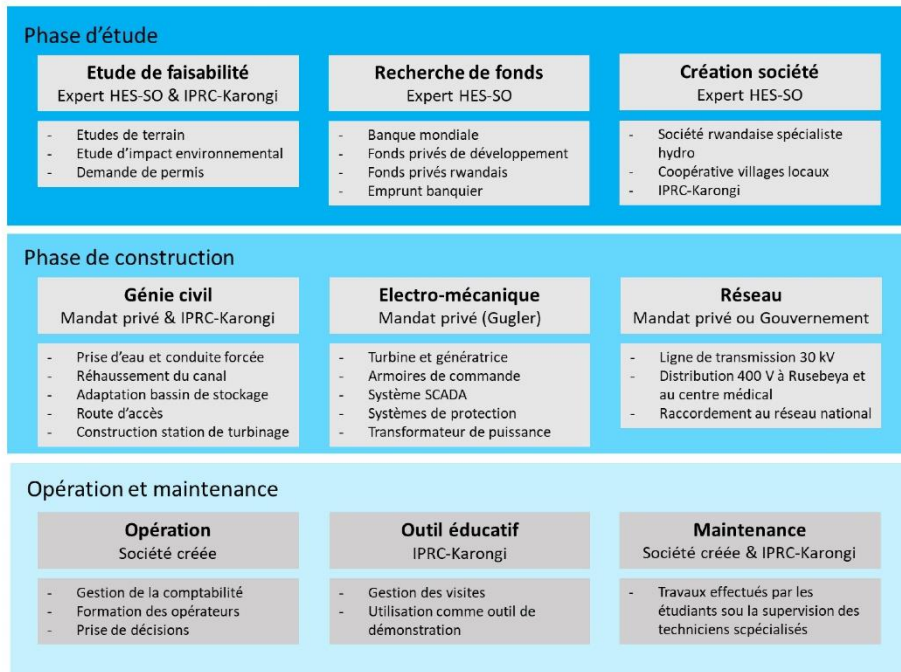 Phase d'étude
Etude de faisabilité
Expert HES-SO & IPRC-Karongi
- Etudes de terrain
- Etude d'impact environnemental
- Demande de permis
Recherche de fonds
Expert HES-SO
- Banque mondiale
- Fonds privés de développement
- Fonds privés rwandais
- Emprunt banquier
Création société
Expert HES-SO
- Société rwandaise spécialiste
hydro
- Coopérative villages locaux
- IPRC-Karongi
Phase de construction
Génie civil
Mandat privé & IPRC-Karongi
- Prise d'eau et conduite forcée
- Réhaussement du canal
- Adaptation bassin de stockage
- Route d'accès
- Construction station de turbinage
Electro-mécanique
Mandat privé (Gugler)
- Turbine et génératrice
- Armoires de commande
- Système SCADA
- Systèmes de protection
- Transformateur de puissance
Réseau
Mandat privé ou Gouvernement
- Ligne de transmission 30 kV
- Distribution 400 V à Rusebeya et
au centre médical
- Raccordement au réseau national
Opération et maintenance
Opération
Société créée
- Gestion de la comptabilité
- Formation des opérateurs
- Prise de décisions
Outil éducatif
IPRC-Karongi
- Gestion des visites
- Utilisation comme outil de
démonstration
Maintenance
Société créée & IPRC-Karongi
- Travaux effectués par les
étudiants sou la supervision des
techniciens scpécialisés